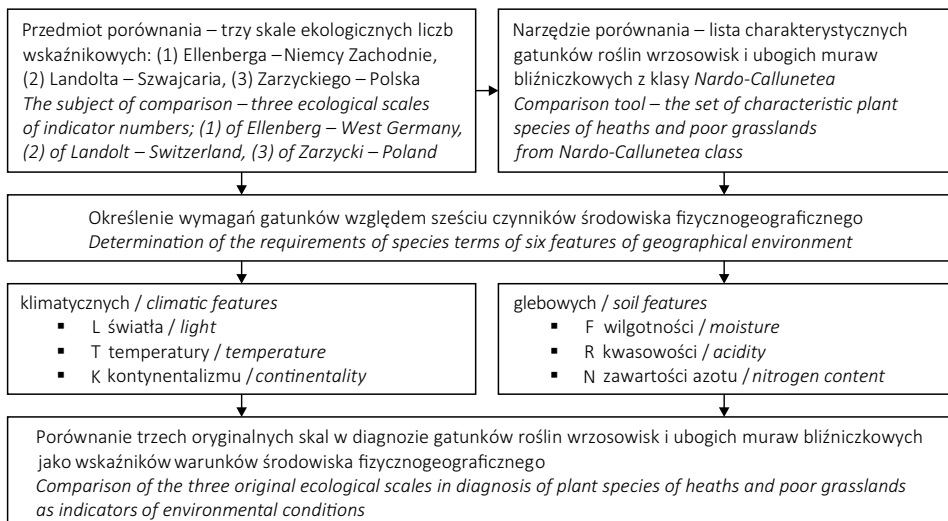 Przedmiot porównania – trzy skale ekologicznych liczb
wskaźnikowych: (1) Ellenberga – Niemcy Zachodnie,
(2) Landolta – Szwajcaria, (3) Zarzyckiego – Polska
The subject of comparison – three ecological scales
of indicator numbers; (1) of Ellenberg – West Germany,
(2) of Landolt – Switzerland, (3) of Zarzycki – Poland
Narzędzie porównania – lista charakterystycznych
gatunków roślin wrzosowisk i ubogich muraw
bliźniczkowych z klasy Nardo-Callunetea
Comparison tool – the set of characteristic plant
species of heaths and poor grasslands
from Nardo-Callunetea class
Określenie wymagań gatunków względem sześciu czynników środowiska fizycznogeograficznego
Determination of the requirements of species terms of six features of geographical environment
klimatycznych / climatic features
▪ L światła / light
▪ T temperatury / temperature
▪ K kontynentalizmu / continentality
glebowych / soil features
▪ F wilgotności / moisture
▪ R kwasowości / acidity
▪ N zawartości azotu / nitrogen content
Porównanie trzech oryginalnych skal w diagnozie gatunków roślin wrzosowisk i ubogich muraw bliźniczkowych
jako wskaźników warunków środowiska fizycznogeograficznego
Comparison of the three original ecological scales in diagnosis of plant species of heaths and poor grasslands
as indicators of environmental conditions